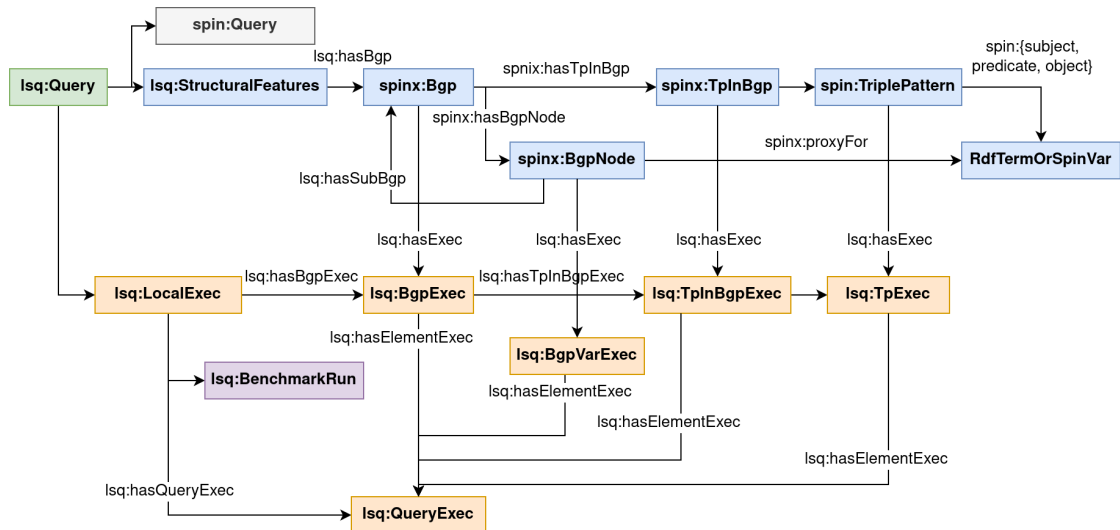 spin:Query
lsq:hasBgp
spnix:hasTpInBgp
spin:{subject,
predicate, object}
lsq:Query
lsq:StructuralFeatures
spinx:Bgp
spinx:TpInBgp
spin:TriplePattern
spinx:hasBgpNode
spinx:proxyFor
spinx:BgpNode
RdfTermOrSpinVar
lsq:hasSubBgp
lsq:hasExec
lsq:hasExec
lsq:hasExec
lsq:hasExec
lsq:hasBgpExec
lsq:hasTpInBgpExec
lsq:LocalExec
lsq:BgpExec
lsq:TpInBgpExec
lsq:TpExec
lsq:hasElementExec
lsq:BgpVarExec
lsq:BenchmarkRun
lsq:hasElementExec
lsq:hasElementExec
lsq:hasElementExec
lsq:hasQueryExec
lsq:QueryExec